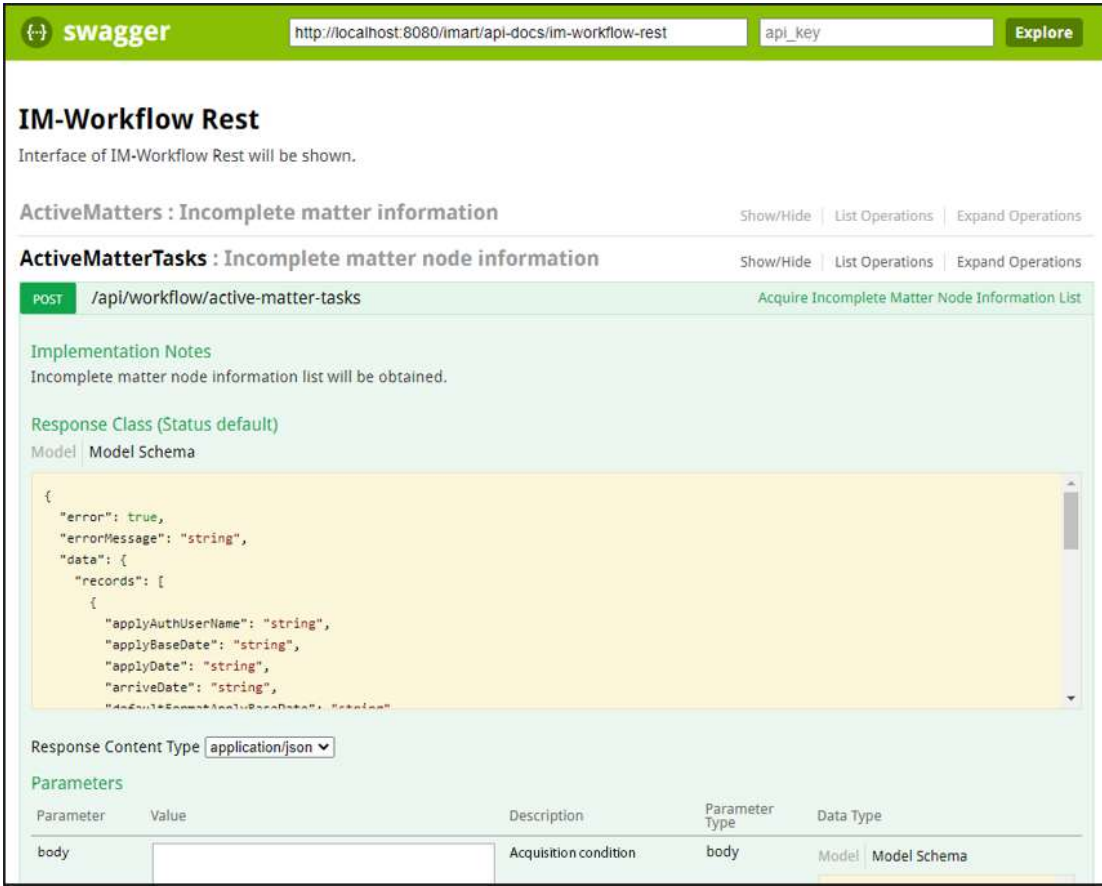 {···} swagger http://localhost:8080/imart/api-docs/im-workflow-rest api_key Explore
IM-Workflow Rest
Interface of IM-Workflow Rest will be shown.
ActiveMatters : Incomplete matter information Show/Hide List Operations Expand Operations
ActiveMatterTasks : Incomplete matter node information Show/Hide List Operations Expand Operations
POST /api/workflow/active-matter-tasks Acquire Incomplete Matter Node Information List
Implementation Notes
Incomplete matter node information list will be obtained.
Response Class (Status default)
Model Model Schema
{
"error": true,
"errorMessage": "string",
"data": {
"records": [
{
"applyAuthUserName": "string",
"applyBaseDate": "string",
"applyDate": "string",
"arriveDate": "string",
"defaultFormatApplyBaseDate": "string"
Response Content Type application/json
Parameters
Parameter Value Description Parameter Type Data Type
body Acquisition condition body Model Model Schema